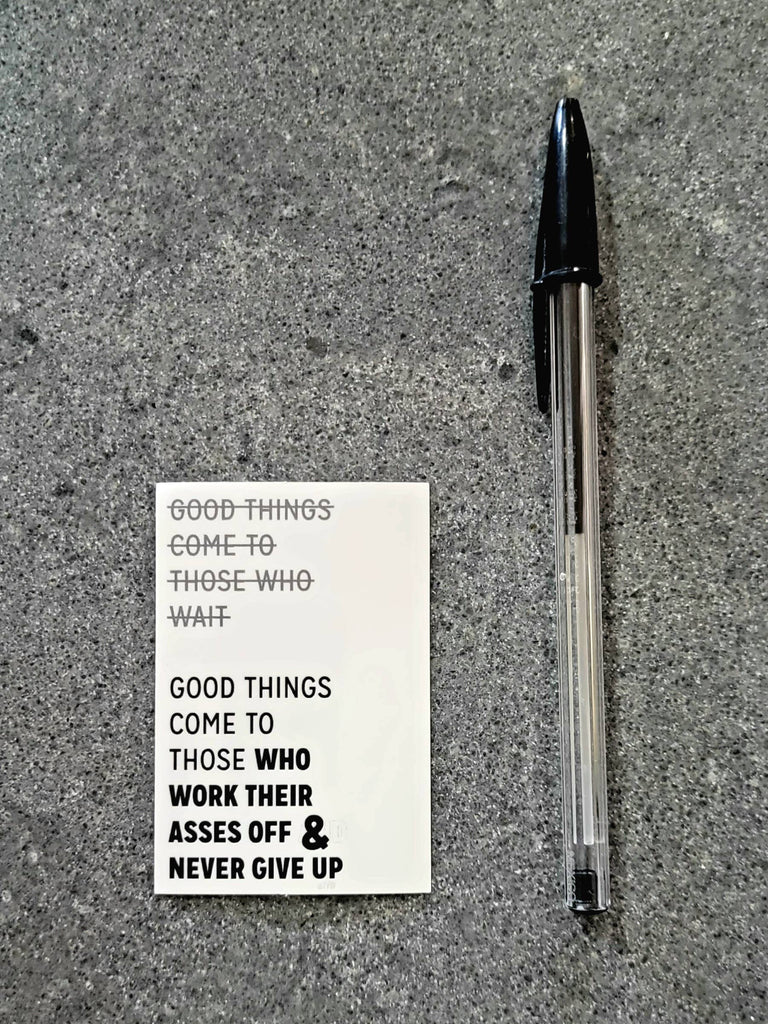 GOOD THINGS
COME TO
THOSE WHO
WAIT
GOOD THINGS
COME TO
THOSE WHO
WORK THEIR
ASSES OFF &
NEVER GIVE UP